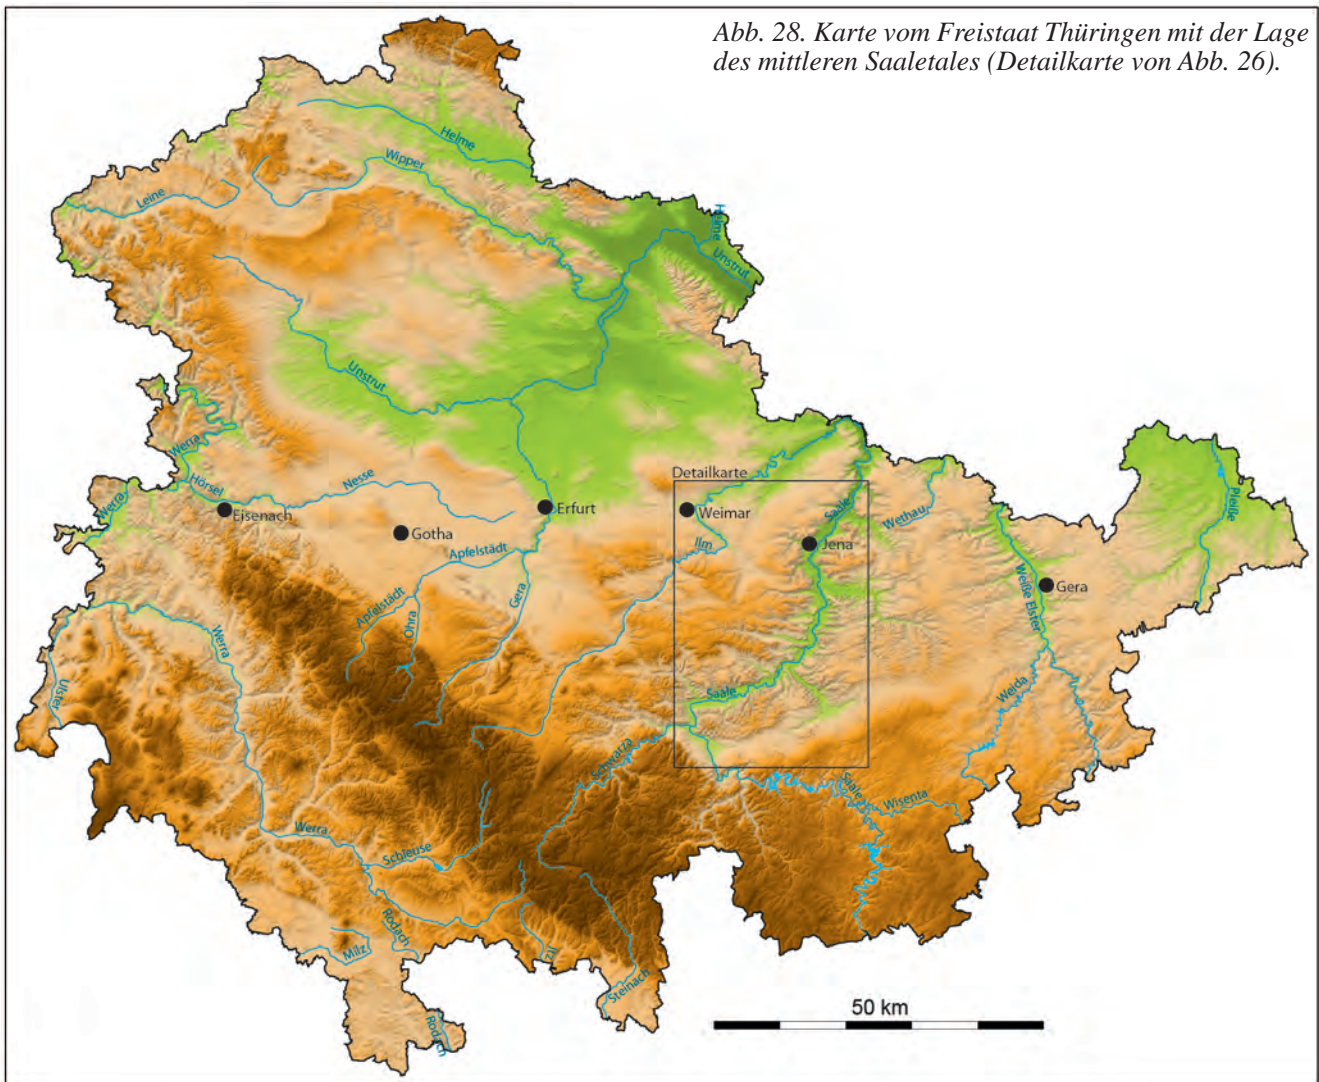 Abb. 28. Karte vom Freistaat Thüringen mit der Lage
des mittleren Saaletales (Detailkarte von Abb. 26).
Helme
Wipper
Leine
Helme
Unstrut
Unstrut
Werra
Hörsel
Nesse
Werra
Eisenach
Gotha
Erfurt
Detailkarte
Weimar
Saale
Wethau
Pleiße
Ilm
Jena
Apfelstädt
Gera
Weiße Elster
Gera
Apfelstädt
Ohra
Werra
Ulster
Saale
Weida
Schwarza
Saale
Wisenta
Werra
Schleuse
Rodach
Milz
Itz
Steinach
Rodach
50 km